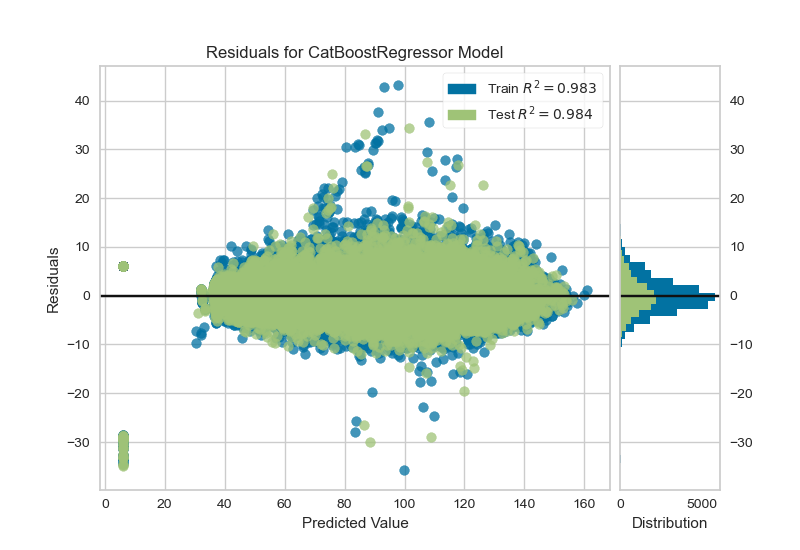 Residuals for CatBoostRegressor Model
Train R² = 0.983
Test R² = 0.984
40
30
20
10
0
−10
−20
−30
Residuals
0 20 40 60 80 100 120 140 160
Predicted Value
40
30
20
10
0
−10
−20
−30
0 5000
Distribution